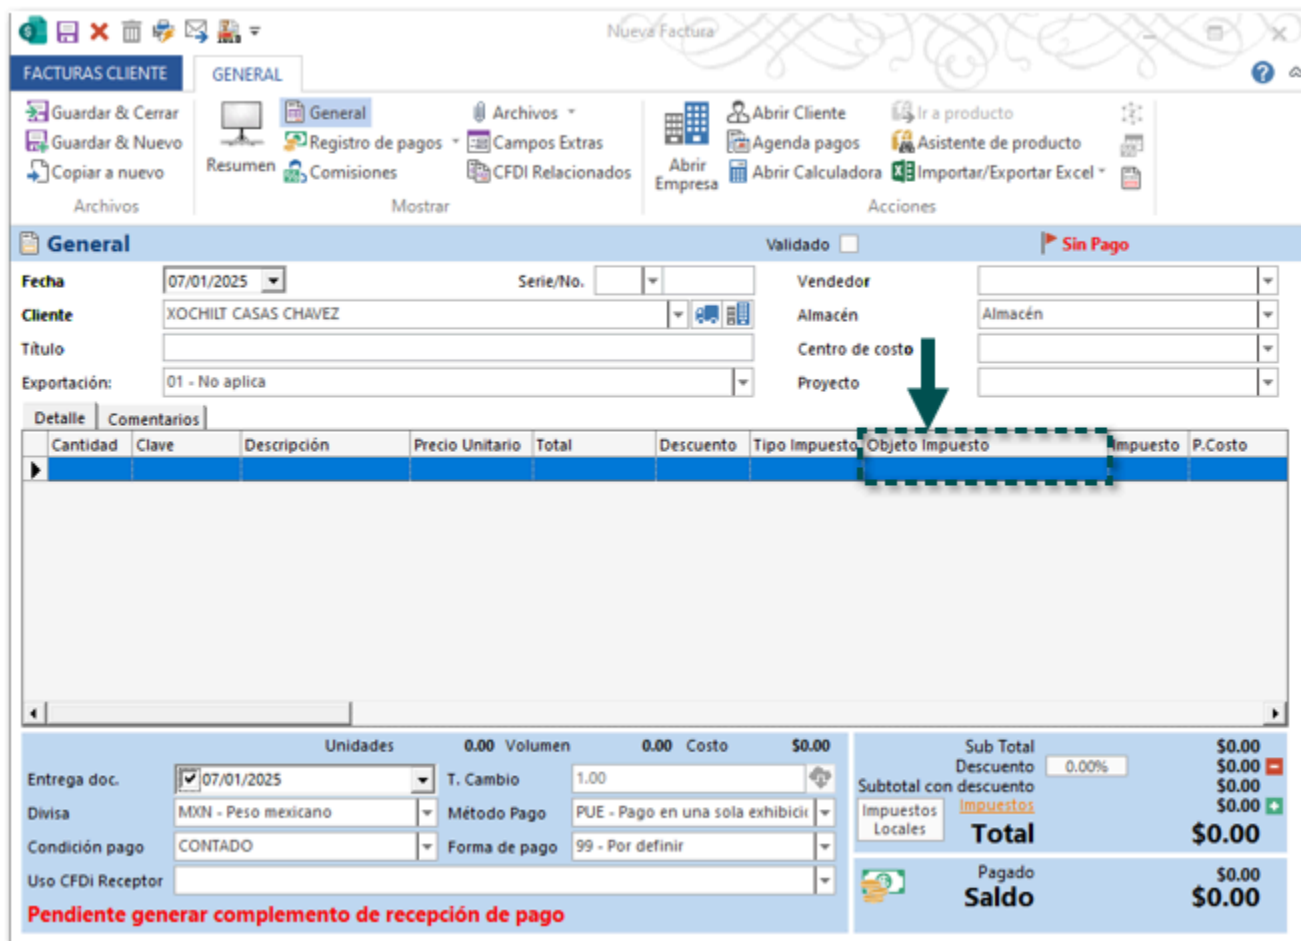 Nueva Factura
FACTURAS CLIENTE GENERAL
Guardar & Cerrar
Guardar & Nuevo
Copiar a nuevo
Archivos
Resumen
General
Registro de pagos
Comisiones
Archivos
Campos Extras
CFDI Relacionados
Mostrar
Abrir
Empresa
Abrir Cliente
Agenda pagos
Abrir Calculadora
Ir a producto
Asistente de producto
Importar/Exportar Excel
Acciones
General Validado Sin Pago
Fecha 07/01/2025 Serie/No. Vendedor
Cliente XOCHILT CASAS CHAVEZ Almacén Almacén
Título Centro de costo
Exportación: 01 - No aplica Proyecto
Detalle Comentarios
Cantidad Clave Descripción Precio Unitario Total Descuento Tipo Impuesto Objeto Impuesto Impuesto P.Costo
Unidades 0.00 Volumen 0.00 Costo $0.00
Entrega doc. 07/01/2025 T. Cambio 1.00
Divisa MXN - Peso mexicano Método Pago PUE - Pago en una sola exhibici
Condición pago CONTADO Forma de pago 99 - Por definir
Uso CFDi Receptor
Pendiente generar complemento de recepción de pago
Sub Total $0.00
Descuento 0.00% $0.00
Subtotal con descuento $0.00
Impuestos $0.00
Impuestos
Locales
Total $0.00
Pagado $0.00
Saldo $0.00